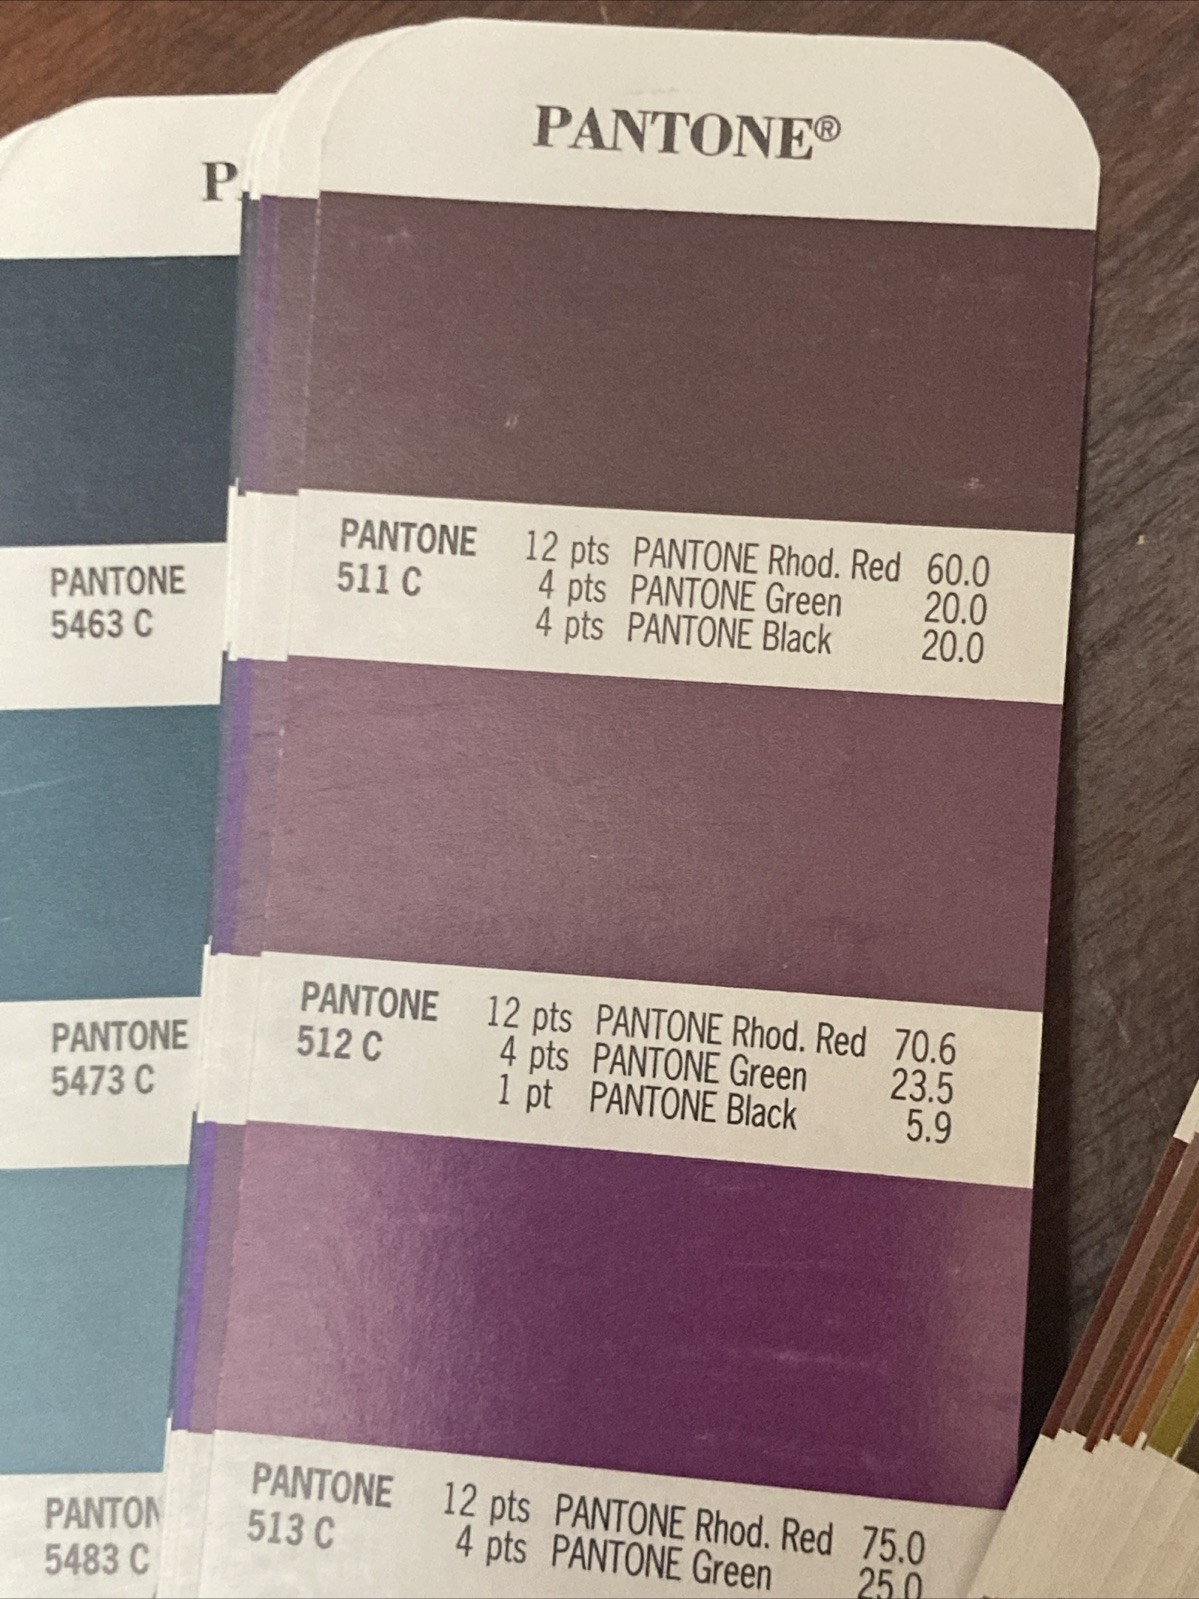 PANTONE®
PANTONE 12 pts PANTONE Rhod. Red 60.0
511 C 4 pts PANTONE Green 20.0
4 pts PANTONE Black 20.0
PANTONE 12 pts PANTONE Rhod. Red 70.6
512 C 4 pts PANTONE Green 23.5
1 pt PANTONE Black 5.9
PANTONE 12 pts PANTONE Rhod. Red 75.0
513 C 4 pts PANTONE Green 25.0
P
PANTONE
5463 C
PANTONE
5473 C
PANTON
5483 C